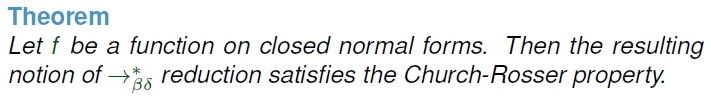 Theorem
Let f be a function on closed normal forms. Then the resulting
notion of →*βδ reduction satisfies the Church-Rosser property.